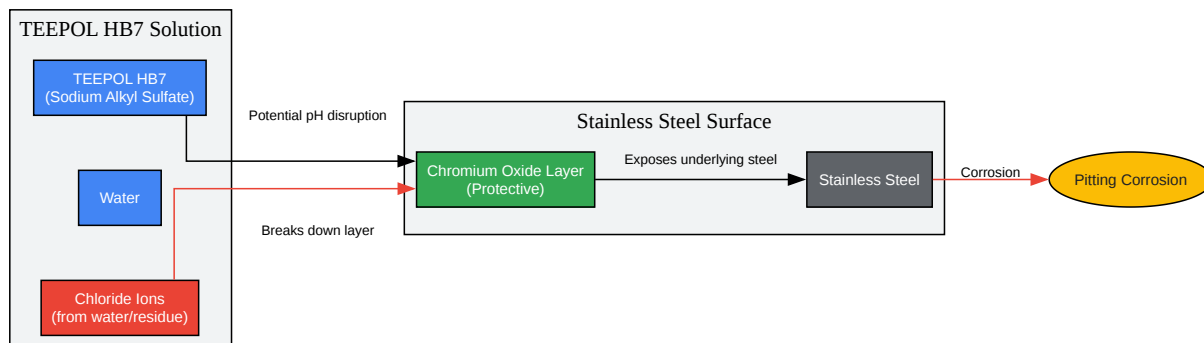 TEEPOL HB7 Solution
TEEPOL HB7
(Sodium Alkyl Sulfate)
Water
Chloride Ions
(from water/residue)
Potential pH disruption
Breaks down layer
Stainless Steel Surface
Chromium Oxide Layer
(Protective)
Exposes underlying steel
Stainless Steel
Corrosion
Pitting Corrosion